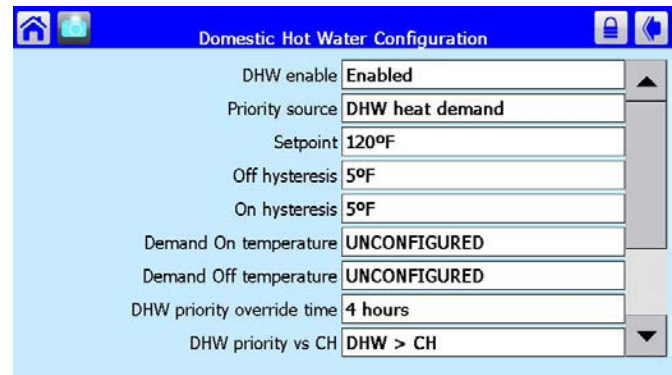 Domestic Hot Water Configuration
DHW enable Enabled
Priority source DHW heat demand
Setpoint 120ºF
Off hysteresis 5ºF
On hysteresis 5ºF
Demand On temperature UNCONFIGURED
Demand Off temperature UNCONFIGURED
DHW priority override time 4 hours
DHW priority vs CH DHW > CH